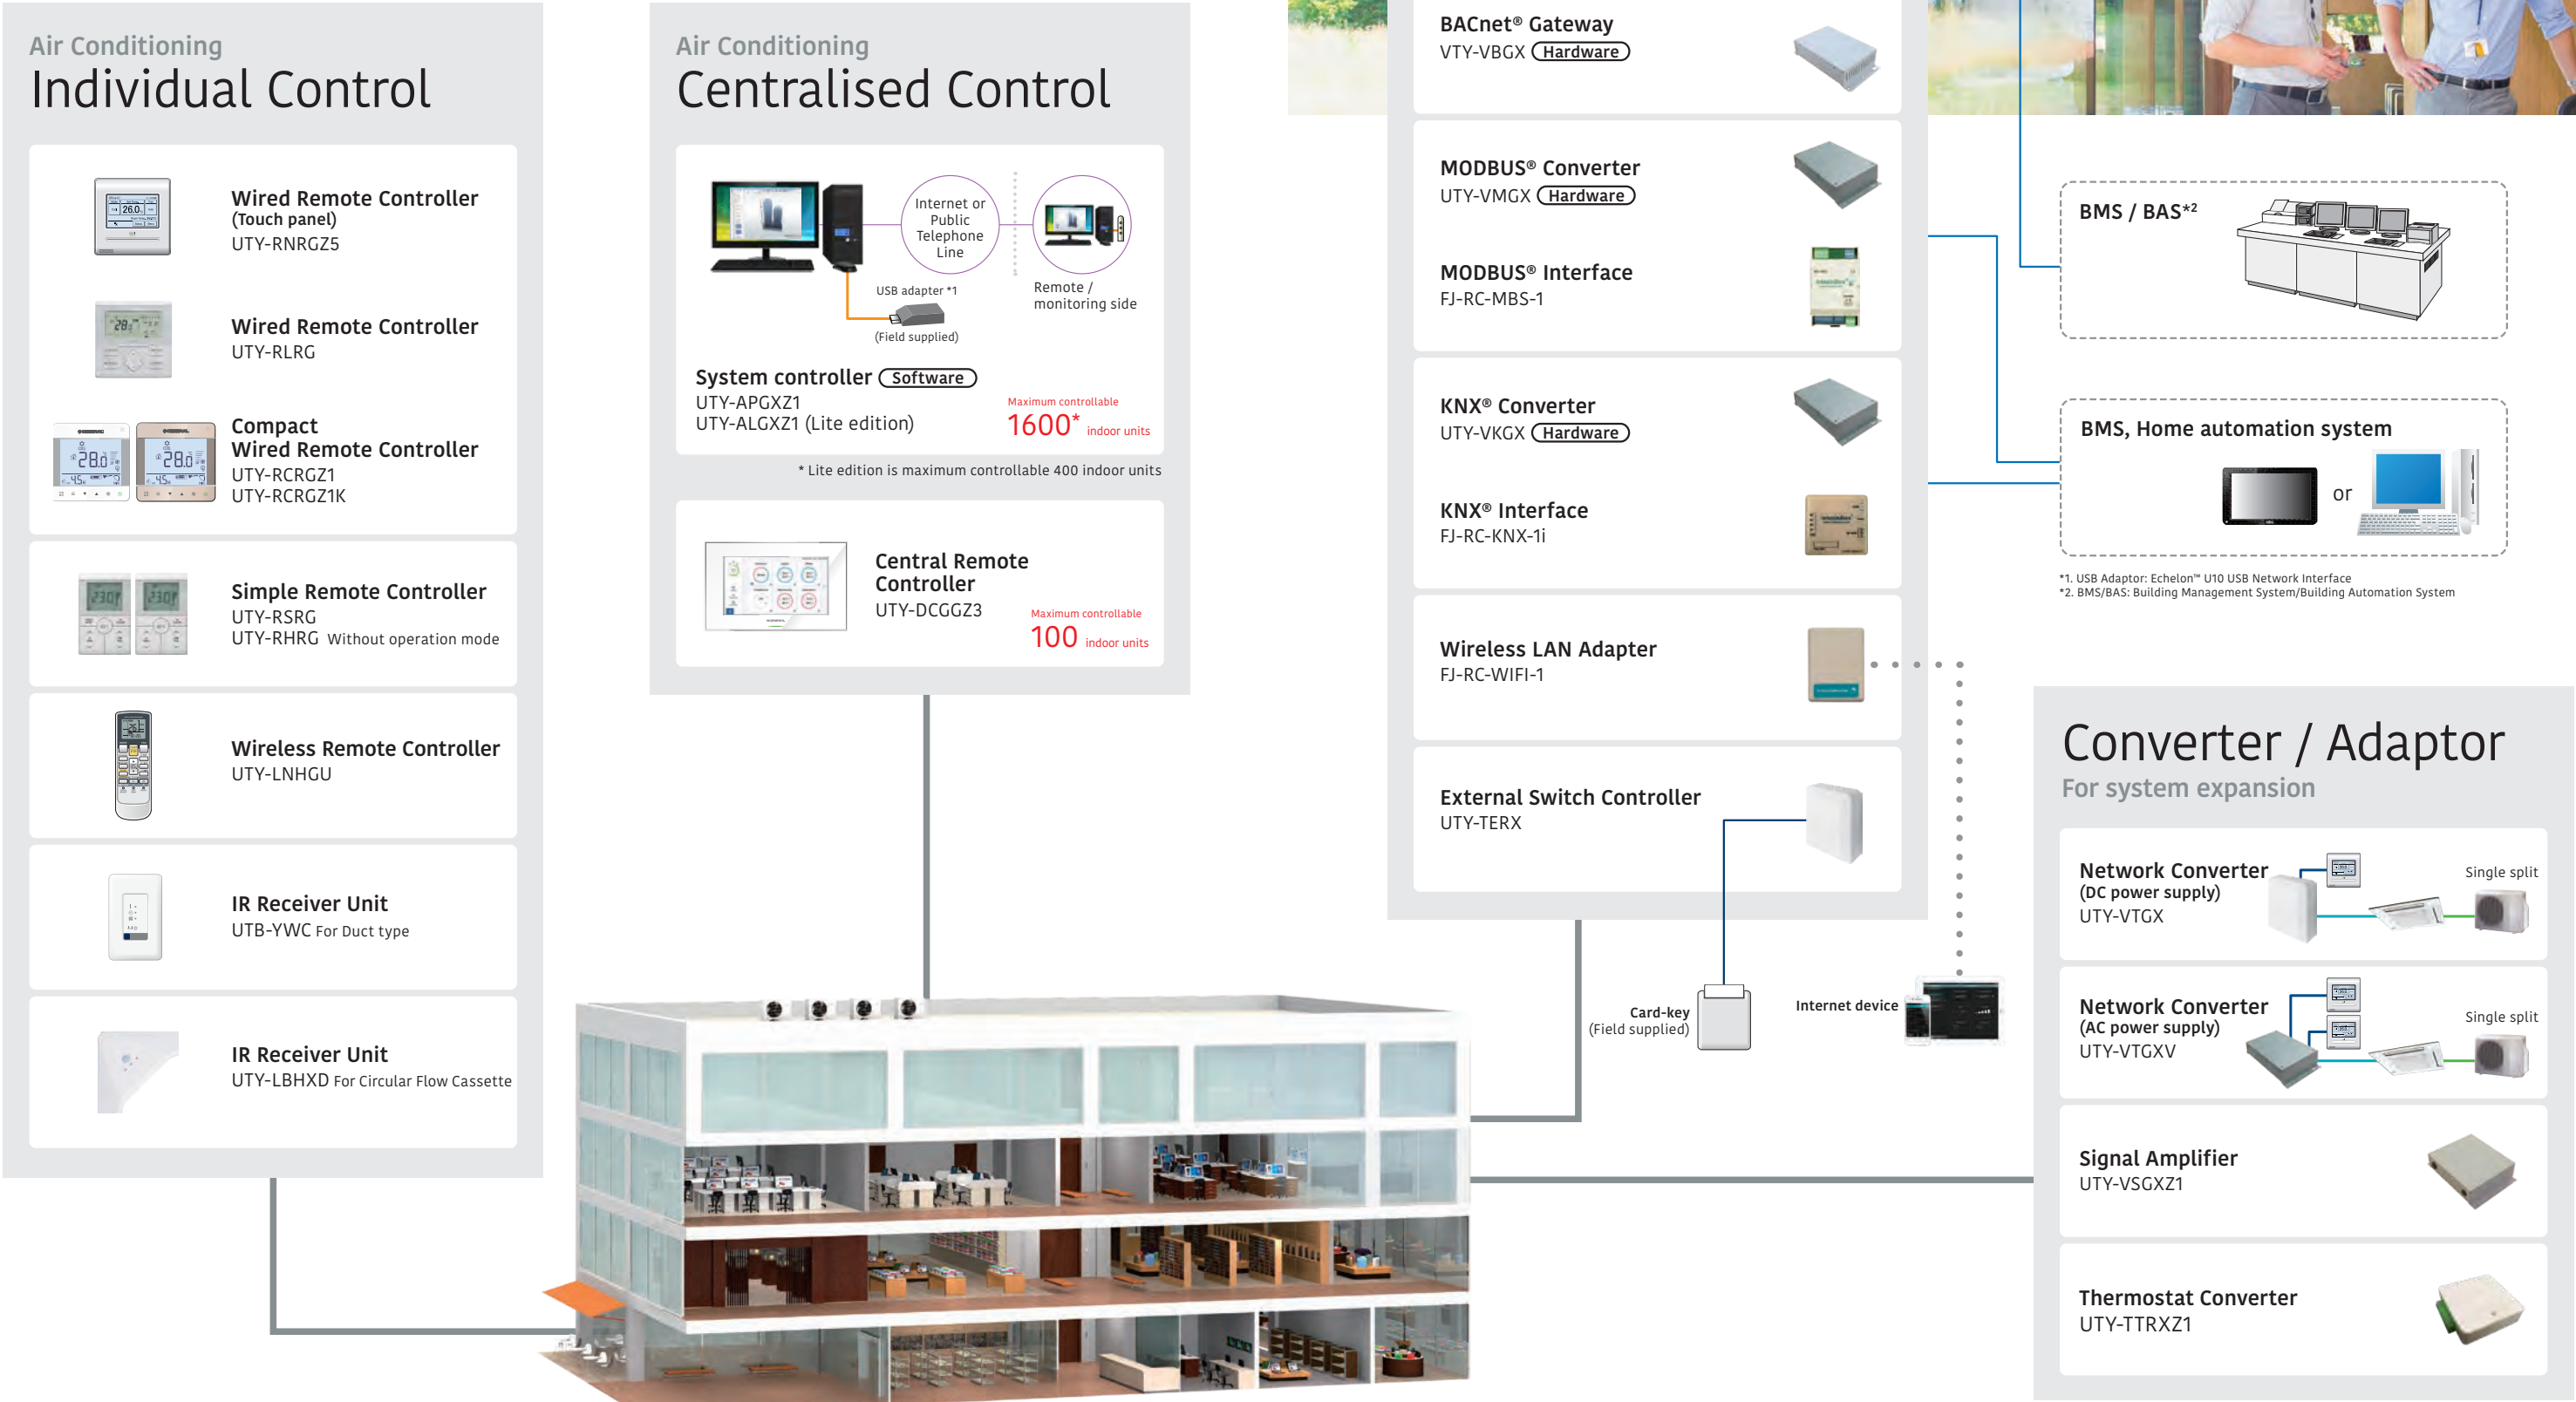 Air Conditioning
Individual Control
Wired Remote Controller
(Touch panel)
UTY-RNRGZ5
Wired Remote Controller
UTY-RLRG
Compact
Wired Remote Controller
UTY-RCRGZ1
UTY-RCRGZ1K
Simple Remote Controller
UTY-RSRG
UTY-RHRG Without operation mode
Wireless Remote Controller
UTY-LNHGU
IR Receiver Unit
UTB-YWC For Duct type
IR Receiver Unit
UTY-LBHXD For Circular Flow Cassette
Air Conditioning
Centralised Control
Internet or
Public
Telephone
Line
USB adapter *1
(Field supplied)
Remote /
monitoring side
System controller Software
UTY-APGXZ1
UTY-ALGXZ1 (Lite edition)
Maximum controllable
1600* indoor units
* Lite edition is maximum controllable 400 indoor units
Central Remote
Controller
UTY-DCGGZ3
Maximum controllable
100 indoor units
BACnet® Gateway
VTY-VBGX Hardware
MODBUS® Converter
UTY-VMGX Hardware
MODBUS® Interface
FJ-RC-MBS-1
KNX® Converter
UTY-VKGX Hardware
KNX® Interface
FJ-RC-KNX-1i
Wireless LAN Adapter
FJ-RC-WIFI-1
External Switch Controller
UTY-TERX
Card-key
(Field supplied)
Internet device
BMS / BAS*2
BMS, Home automation system
or
*1. USB Adaptor: Echelon™ U10 USB Network Interface
*2. BMS/BAS: Building Management System/Building Automation System
Converter / Adaptor
For system expansion
Network Converter
(DC power supply)
UTY-VTGX
Single split
Network Converter
(AC power supply)
UTY-VTGXV
Single split
Signal Amplifier
UTY-VSGXZ1
Thermostat Converter
UTY-TTRXZ1